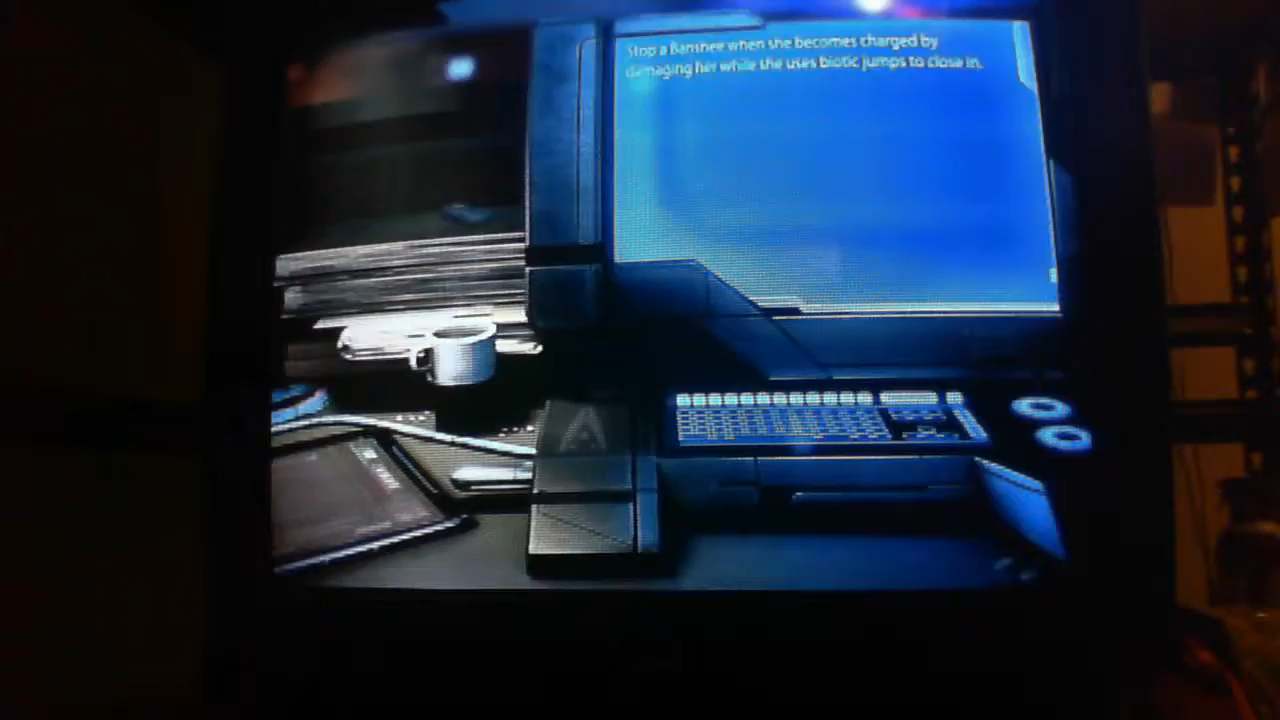 Stop a Banshee when she becomes charged by
damaging her while she uses biotic jumps to close in.